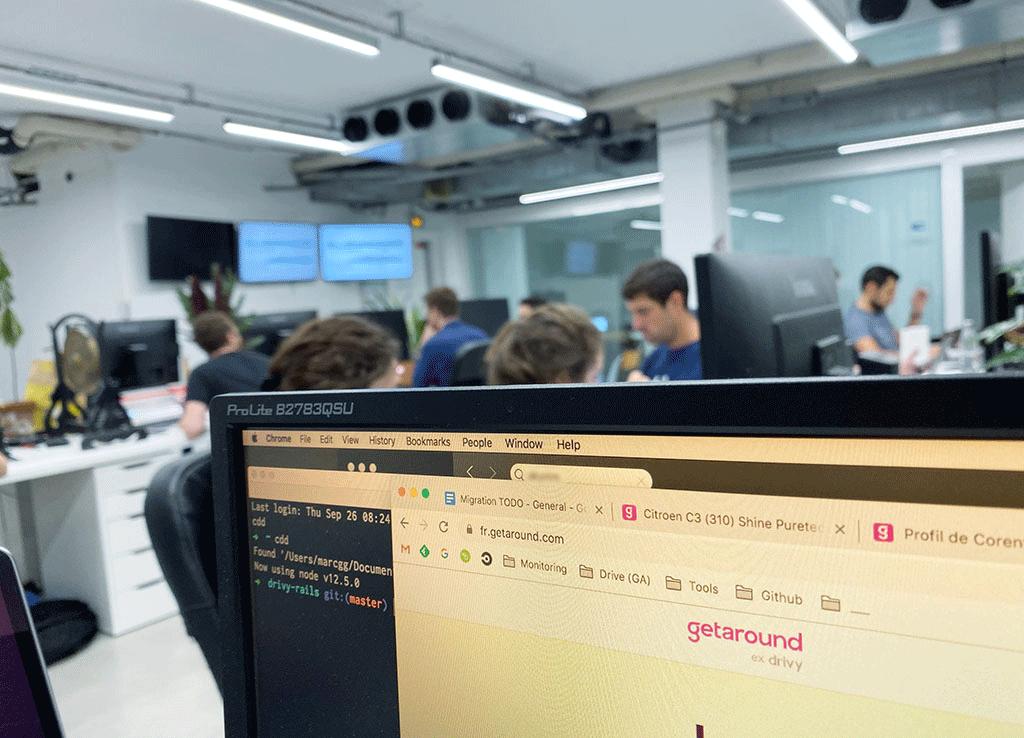 ProLite B2783QSU
Chrome File Edit View History Bookmarks People Window Help
Last login: Thu Sep 26 08:24
cdd
→ ~ cdd
Found '/Users/marcgg/Documen
Now using node v12.5.0
→ drivy-rails git:(master)
Migration TODO - General - G
Citroen C3 (310) Shine Puretec
Profil de Coren
fr.getaround.com
Monitoring Drive (GA) Tools Github __
getaround
ex drivy